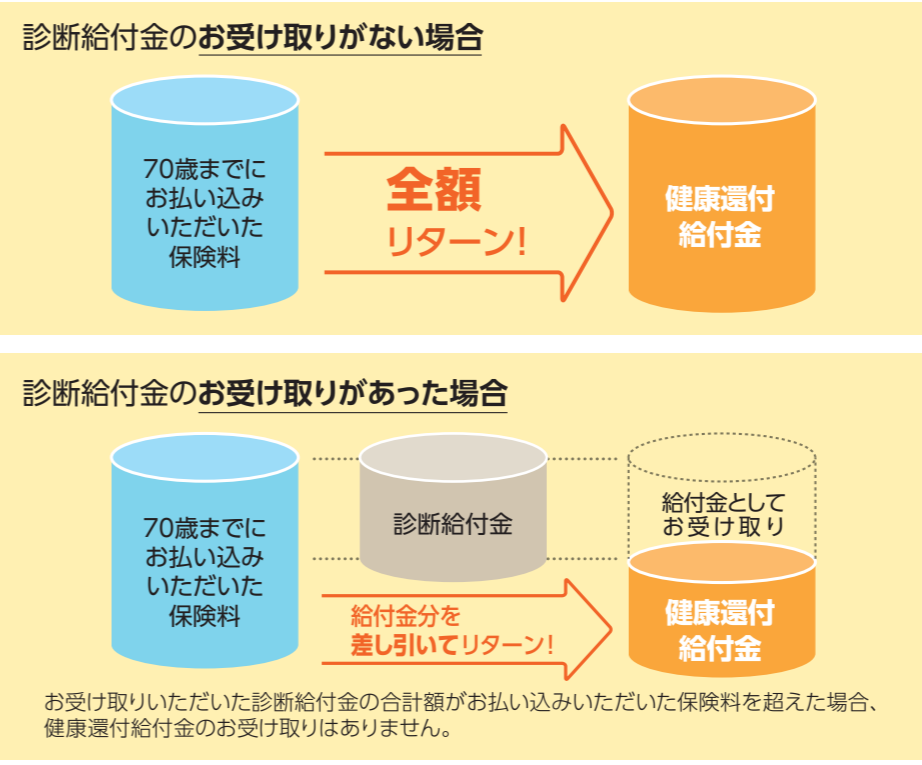 診断給付金のお受け取りがない場合
70歳までに
お払い込み
いただいた
保険料
全額
リターン!
健康還付
給付金
診断給付金のお受け取りがあった場合
70歳までに
お払い込み
いただいた
保険料
診断給付金
給付金として
お受け取り
給付金分を
差し引いてリターン!
健康還付
給付金
お受け取りいただいた診断給付金の合計額がお払い込みいただいた保険料を超えた場合、
健康還付給付金のお受け取りはありません。